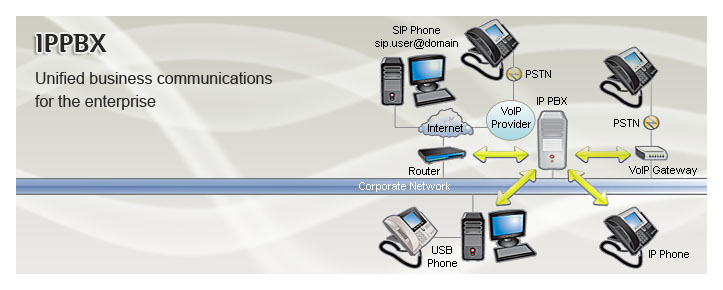 IPPBX
Unified business communications
for the enterprise
SIP Phone
sip.user@domain
PSTN
VoIP
Provider
IP PBX
PSTN
Internet
Router
VoIP Gateway
Corporate Network
USB
Phone
IP Phone